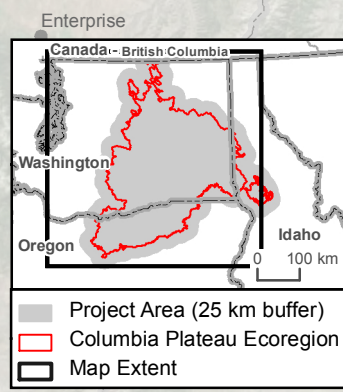 Enterprise
Canada - British Columbia
Washington
Oregon
Idaho
0 100 km
Project Area (25 km buffer)
Columbia Plateau Ecoregion
Map Extent